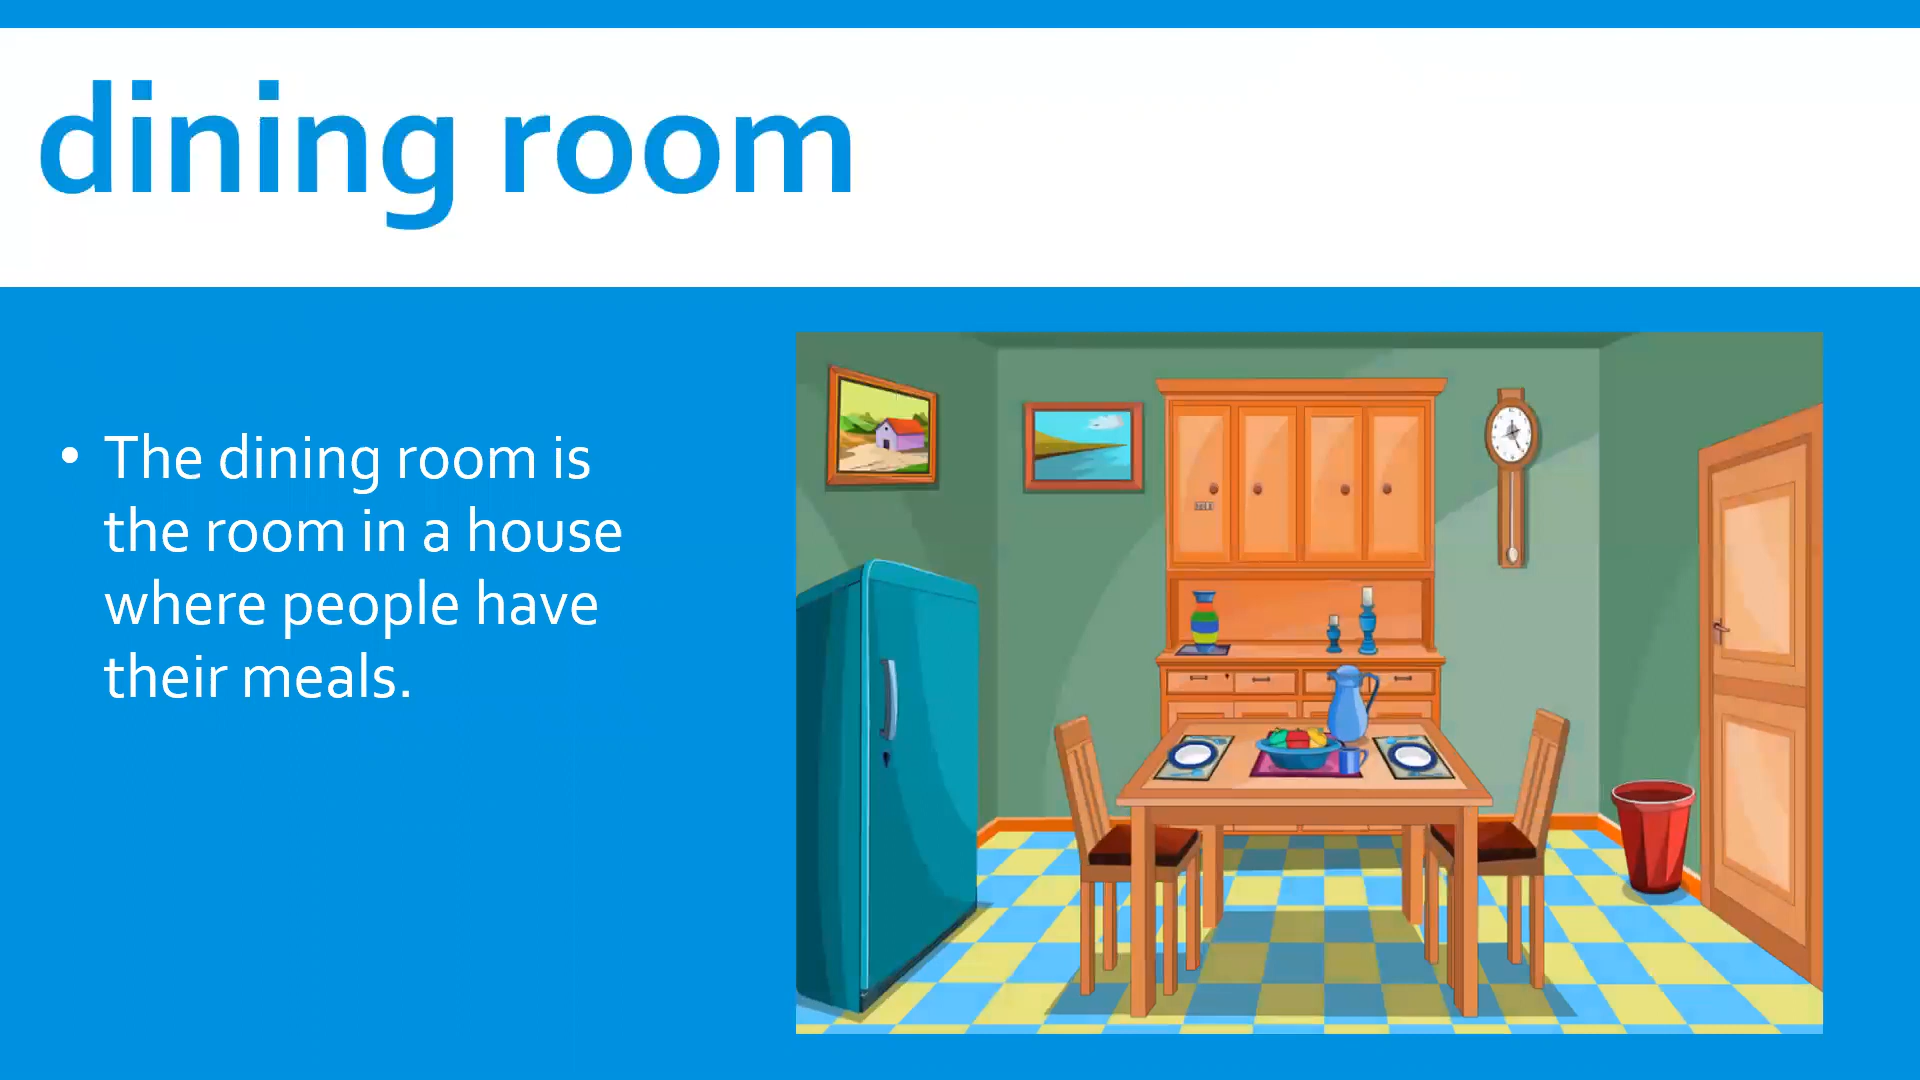 dining room
• The dining room is
the room in a house
where people have
their meals.